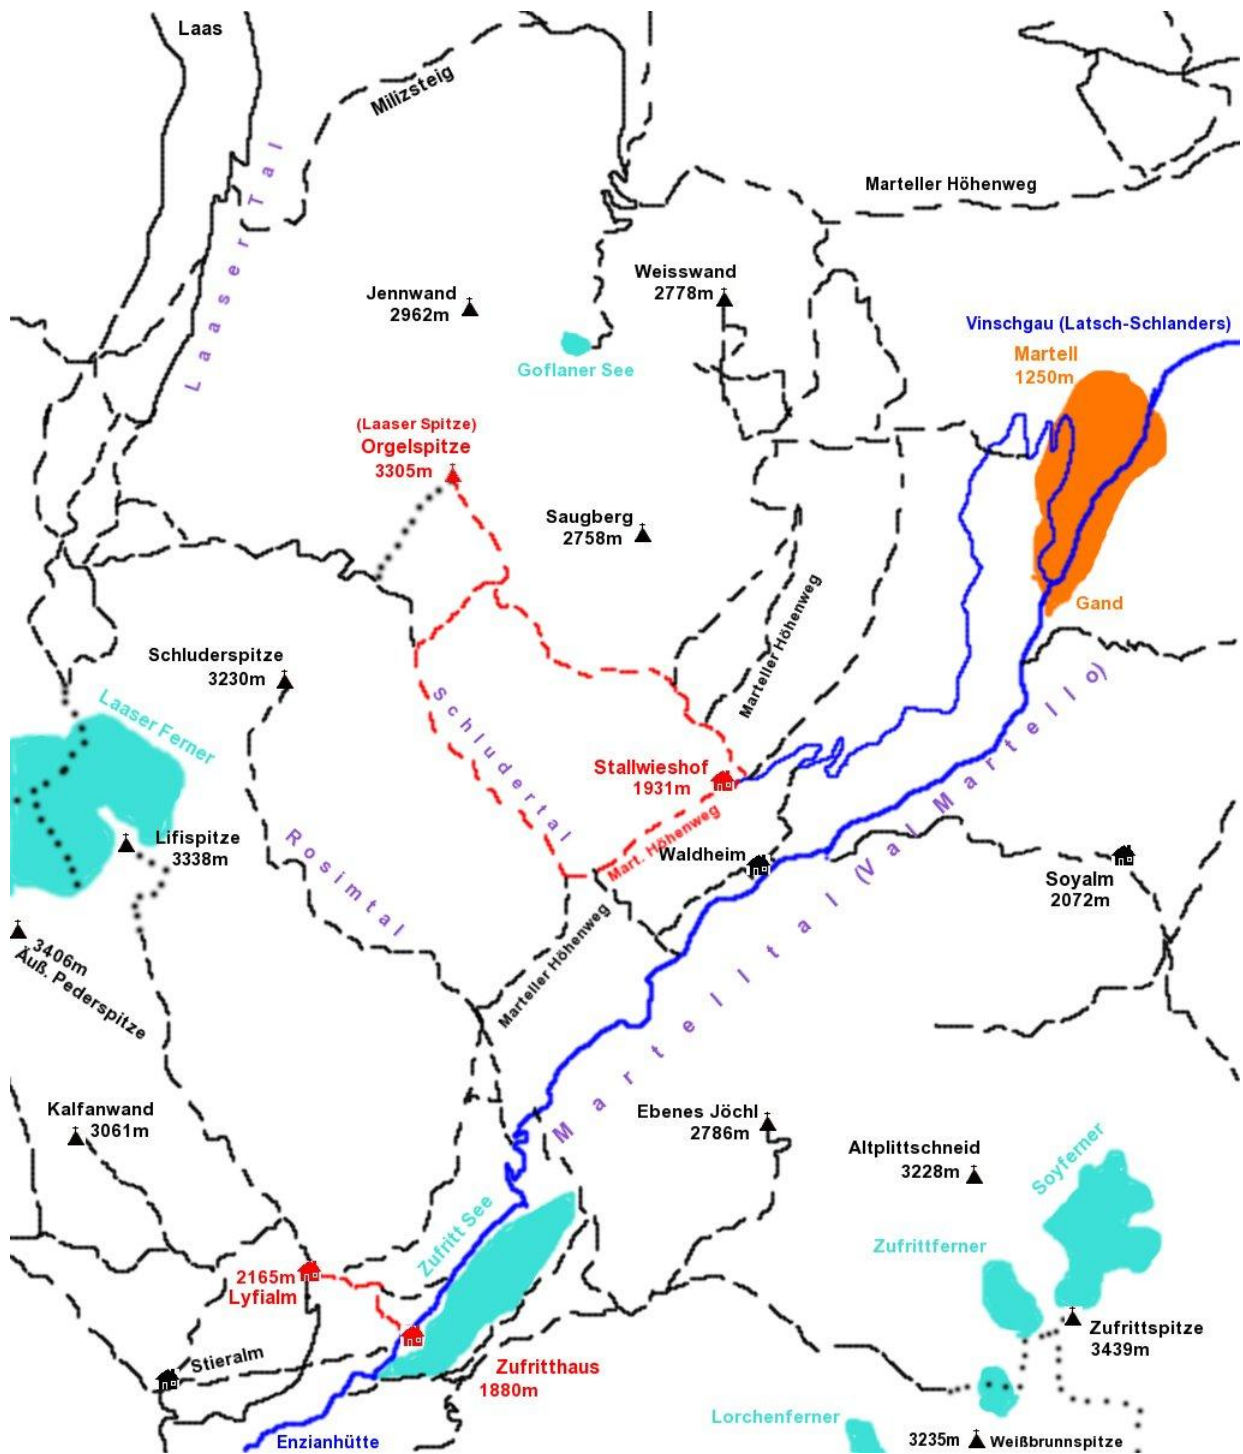 Laas
Milizsteig
Laaser Tal
Marteller Höhenweg
Weisswand
2778m
Jennwand
2962m
Vinschgau (Latsch-Schlanders)
Martell
1250m
Goflaner See
(Laaser Spitze)
Orgelspitze
3305m
Saugberg
2758m
Gand
Marteller Höhenweg
Schluderspitze
3230m
Laaser Ferner
Schludertal
Stallwieshof
1931m
Mart. Höhenweg
Martelltal (Val Martello)
Lifispitze
3338m
Rosimtal
Waldheim
Soyalm
2072m
3406m
Äuß. Pederspitze
Marteller Höhenweg
Kalfanwand
3061m
Ebenes Jöchl
2786m
Altplittschneid
3228m
Soyferner
Zufritt See
Zufrittferner
2165m
Lyfialm
Zufrittspitze
3439m
Stieralm
Zufritthaus
1880m
Lorchenferner
Enzianhütte
3235m
Weißbrunnspitze